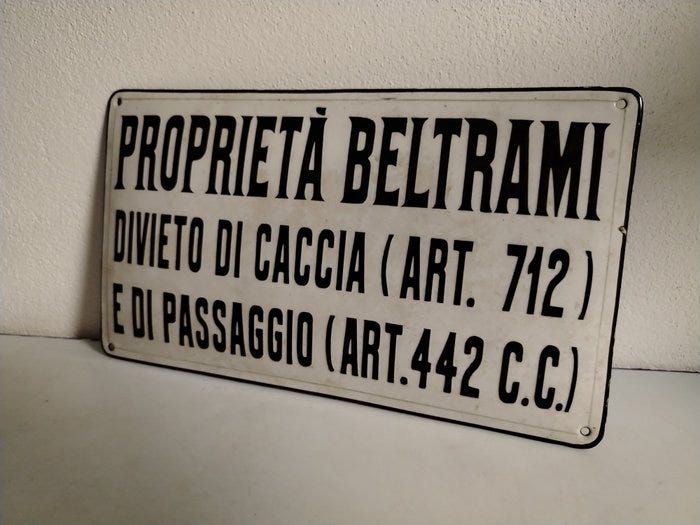 PROPRIETÀ BELTRAMI
DIVIETO DI CACCIA (ART. 712)
E DI PASSAGGIO (ART.442 C.C.)